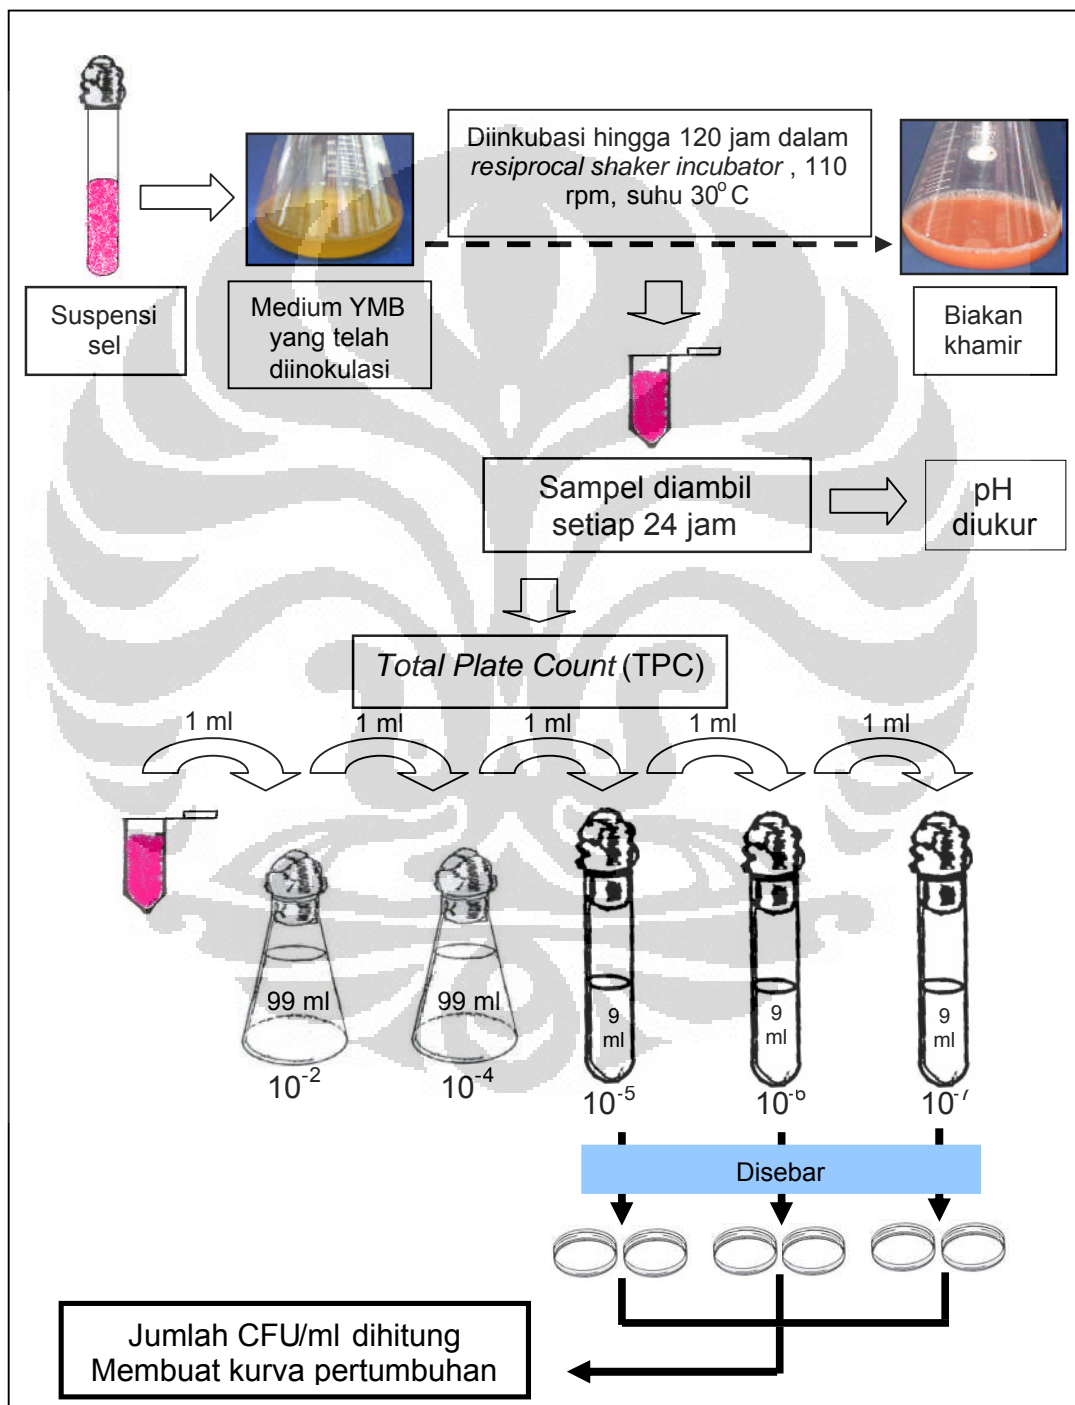 Diinkubasi hingga 120 jam dalam
resiprocal shaker incubator , 110
rpm, suhu 30° C
Suspensi
sel
Medium YMB
yang telah
diinokulasi
Biakan
khamir
Sampel diambil
setiap 24 jam
pH
diukur
Total Plate Count (TPC)
1 ml 1 ml 1 ml 1 ml 1 ml
99 ml 99 ml 9 ml 9 ml 9 ml
10⁻² 10⁻⁴ 10⁻⁵ 10⁻⁶ 10⁻⁷
Disebar
Jumlah CFU/ml dihitung
Membuat kurva pertumbuhan